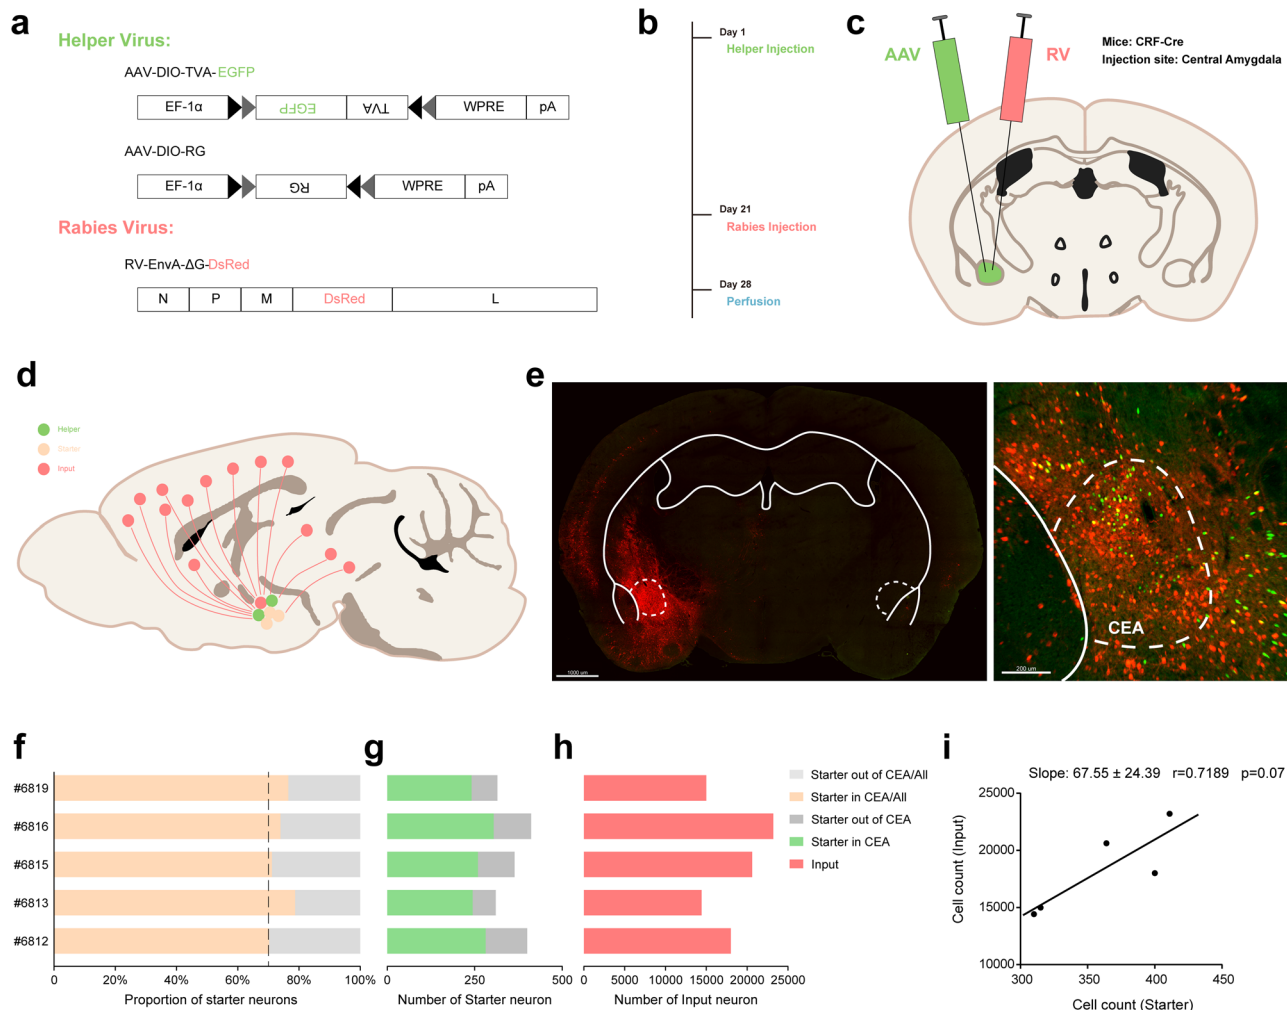 a
Helper Virus:
AAV-DIO-TVA-EGFP
EF-1α EGFP TVA WPRE pA
AAV-DIO-RG
EF-1α RG WPRE pA
Rabies Virus:
RV-EnvA-ΔG-DsRed
N P M DsRed L
b
Day 1
Helper Injection
Day 21
Rabies Injection
Day 28
Perfusion
c
AAV RV
Mice: CRF-Cre
Injection site: Central Amygdala
d
Helper
Starter
Input
e
1000 um
CEA
200 um
f
#6819
#6816
#6815
#6813
#6812
0% 20% 40% 60% 80% 100%
Proportion of starter neurons
g
0 250 500
Number of Starter neuron
h
0 5000 10000 15000 20000 25000
Number of Input neuron
Starter out of CEA/All
Starter in CEA/All
Starter out of CEA
Starter in CEA
Input
i
Slope: 67.55 ± 24.39 r=0.7189 p=0.07
25000
20000
15000
10000
Cell count (Input)
300 350 400 450
Cell count (Starter)